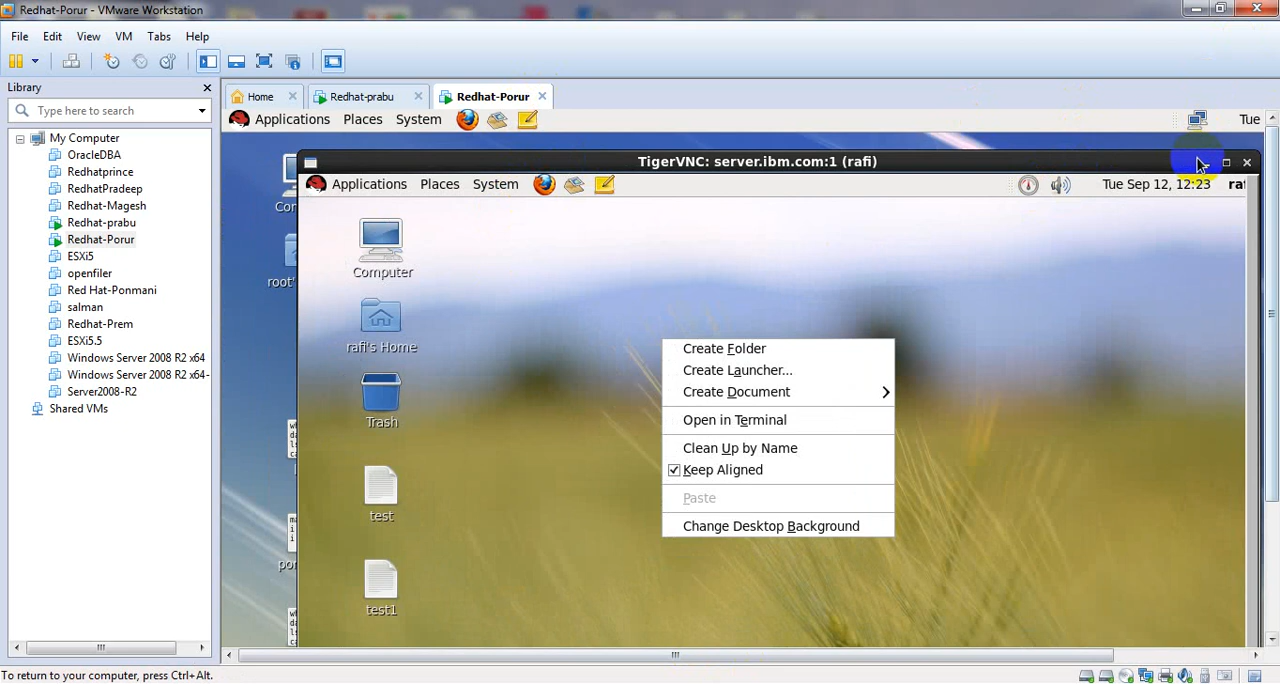 Redhat-Porur - VMware Workstation
File Edit View VM Tabs Help
Library
Type here to search
My Computer
OracleDBA
Redhatprince
RedhatPradeep
Redhat-Magesh
Redhat-prabu
Redhat-Porur
ESXi5
openfiler
Red Hat-Ponmani
salman
Redhat-Prem
ESXi5.5
Windows Server 2008 R2 x64
Windows Server 2008 R2 x64-
Server2008-R2
Shared VMs
Home Redhat-prabu Redhat-Porur
Applications Places System Tue
TigerVNC: server.ibm.com:1 (rafi)
Applications Places System Tue Sep 12, 12:23 ra
Computer
rafi's Home
Trash
test
test1
Create Folder
Create Launcher...
Create Document
Open in Terminal
Clean Up by Name
Keep Aligned
Paste
Change Desktop Background
root'
To return to your computer, press Ctrl+Alt.